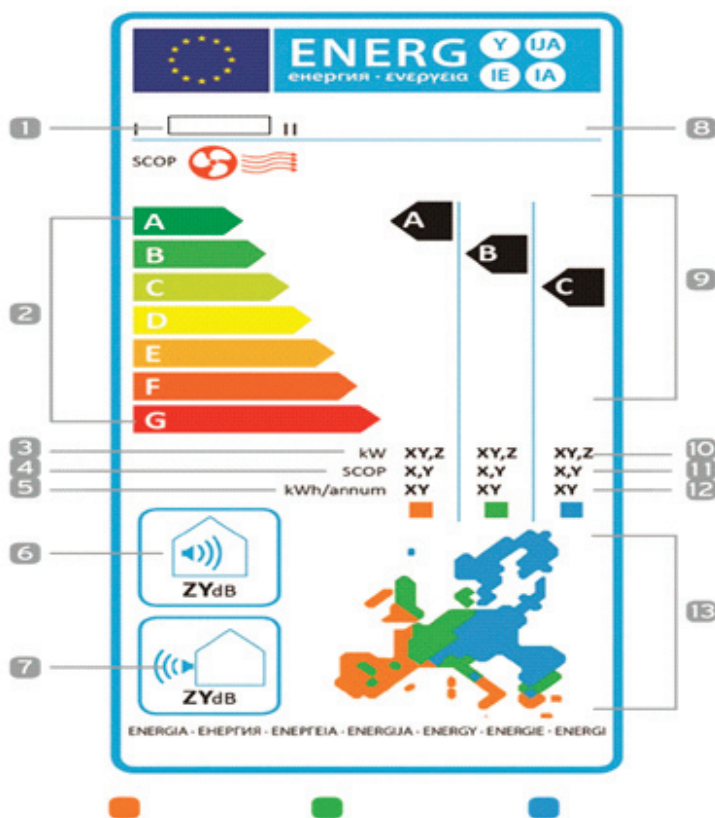 ENERG Y IJA
енергия · ενεργεια IE IA
1 I II 8
SCOP
A A
B B
C C
2 9
D
E
F
G
3 kW XY,Z XY,Z XY,Z 10
4 SCOP X,Y X,Y X,Y 11
5 kWh/annum XY XY XY 12
6
ZYdB
13
7
ZYdB
ENERGIA · ЕНЕРГИЯ · ΕΝΕΡΓΕΙΑ · ENERGIJA · ENERGY · ENERGIE · ENERGI